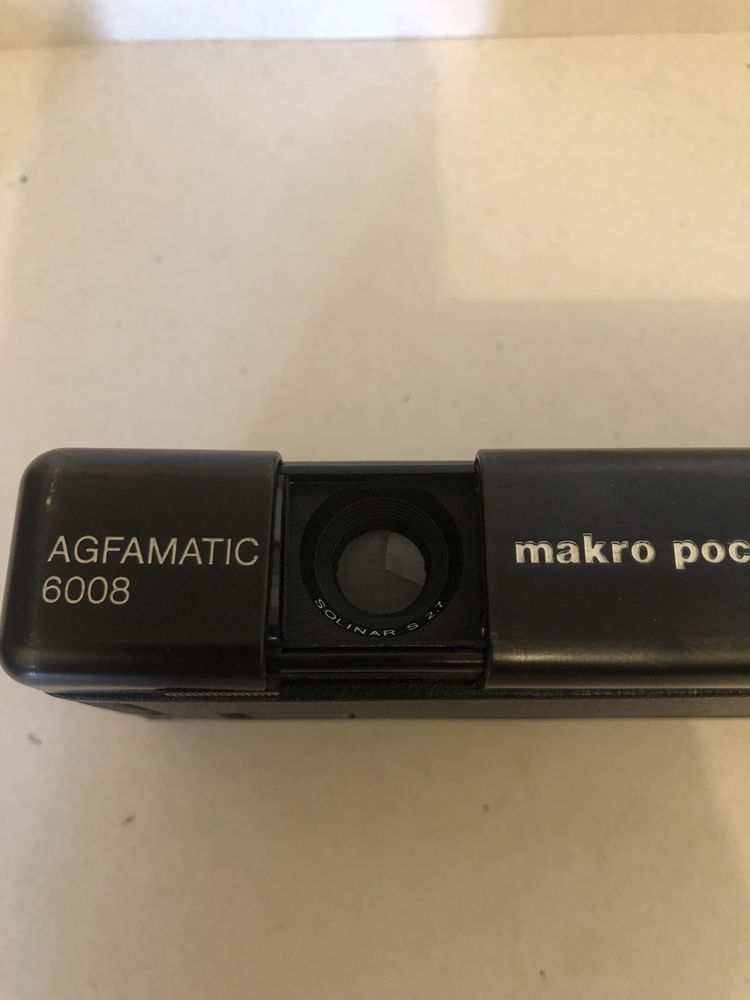 AGFAMATIC
6008
SOLINAR S 2.7
makro poc